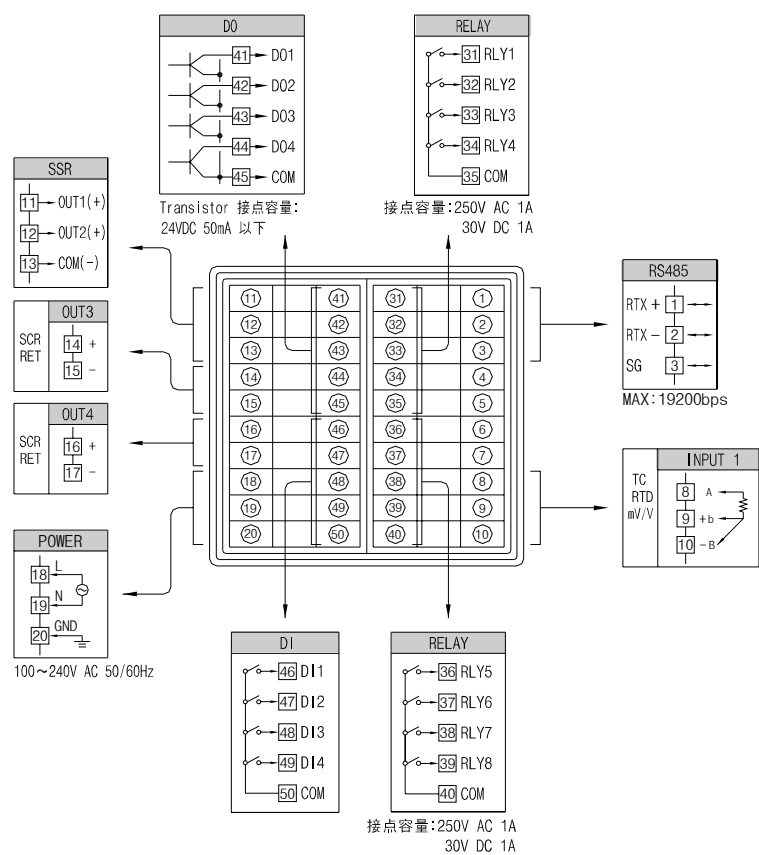 DO
41 DO1
42 DO2
43 DO3
44 DO4
45 COM
Transistor 接点容量:
24VDC 50mA 以下
RELAY
31 RLY1
32 RLY2
33 RLY3
34 RLY4
35 COM
接点容量:250V AC 1A
30V DC 1A
SSR
11 OUT1(+)
12 OUT2(+)
13 COM(-)
OUT3
SCR
RET
14 +
15 -
OUT4
SCR
RET
16 +
17 -
POWER
18 L
19 N
20 GND
100~240V AC 50/60Hz
11 41 31 1
12 42 32 2
13 43 33 3
14 44 34 4
15 45 35 5
16 46 36 6
17 47 37 7
18 48 38 8
19 49 39 9
20 50 40 10
RS485
RTX + 1
RTX - 2
SG 3
MAX:19200bps
INPUT 1
TC
RTD
mV/V
8 A
9 +b
10 -B
DI
46 DI1
47 DI2
48 DI3
49 DI4
50 COM
RELAY
36 RLY5
37 RLY6
38 RLY7
39 RLY8
40 COM
接点容量:250V AC 1A
30V DC 1A